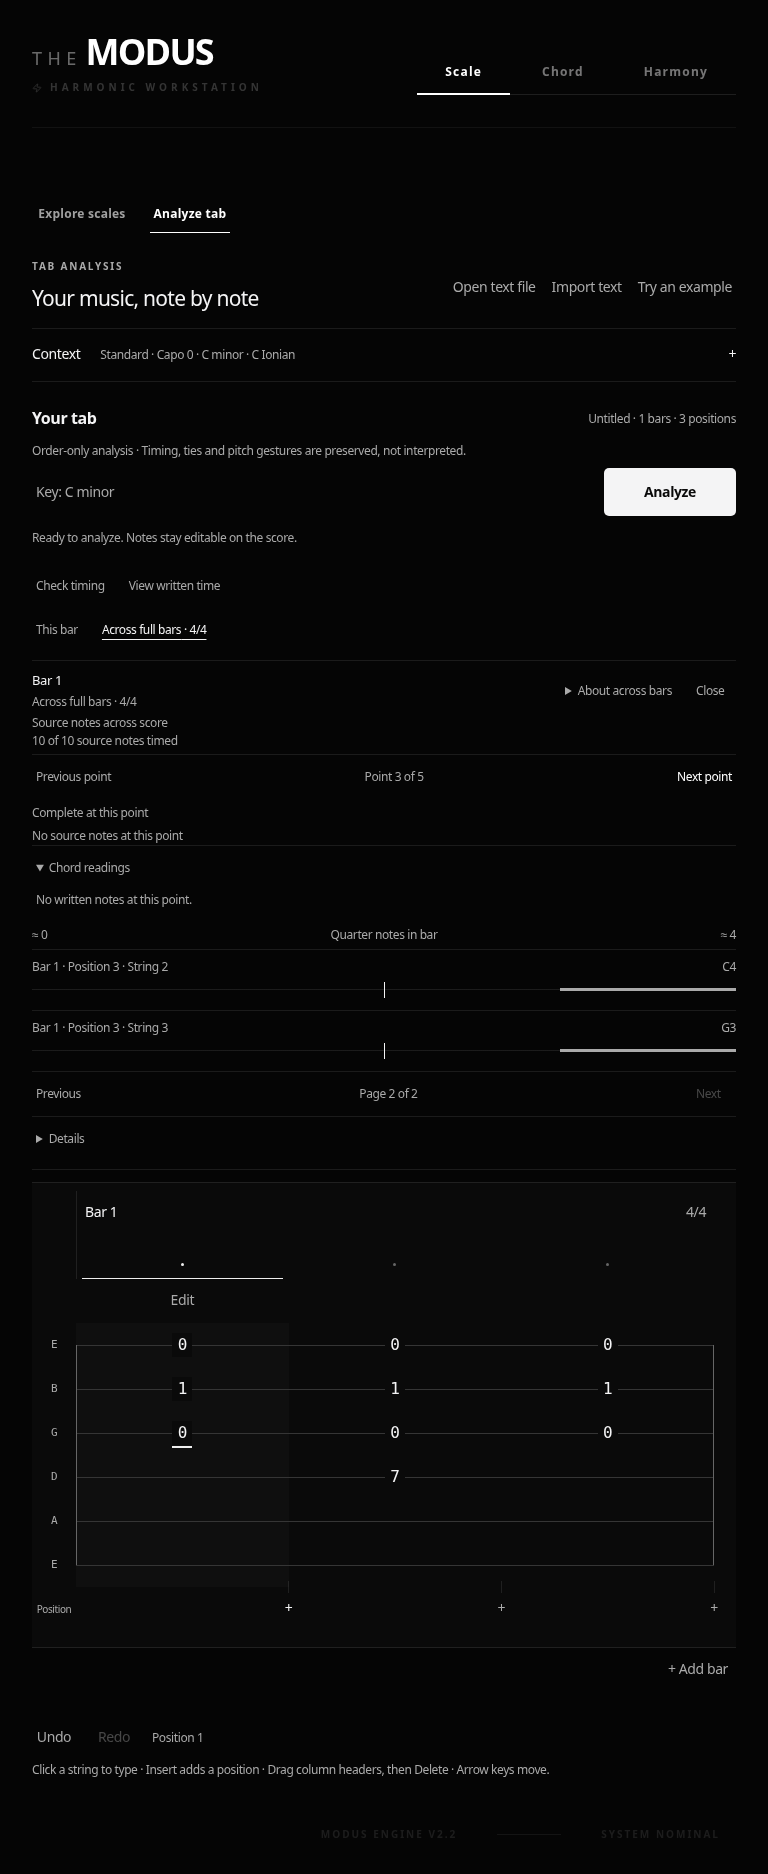 THE MODUS
HARMONIC WORKSTATION
Scale Chord Harmony
Explore scales Analyze tab
TAB ANALYSIS
Your music, note by note
Open text file Import text Try an example
Context Standard · Capo 0 · C minor · C Ionian +
Your tab Untitled · 1 bars · 3 positions
Order-only analysis · Timing, ties and pitch gestures are preserved, not interpreted.
Key: C minor Analyze
Ready to analyze. Notes stay editable on the score.
Check timing View written time
This bar Across full bars · 4/4
Bar 1
Across full bars · 4/4
▶ About across bars Close
Source notes across score
10 of 10 source notes timed
Previous point Point 3 of 5 Next point
Complete at this point
No source notes at this point
▼ Chord readings
No written notes at this point.
≈ 0 Quarter notes in bar ≈ 4
Bar 1 · Position 3 · String 2 C4
Bar 1 · Position 3 · String 3 G3
Previous Page 2 of 2 Next
▶ Details
Bar 1 4/4
Edit
E 0 0 0
B 1 1 1
G 0 0 0
D 7
A
E
Position + + +
+ Add bar
Undo Redo Position 1
Click a string to type · Insert adds a position · Drag column headers, then Delete · Arrow keys move.
MODUS ENGINE V2.2 SYSTEM NOMINAL